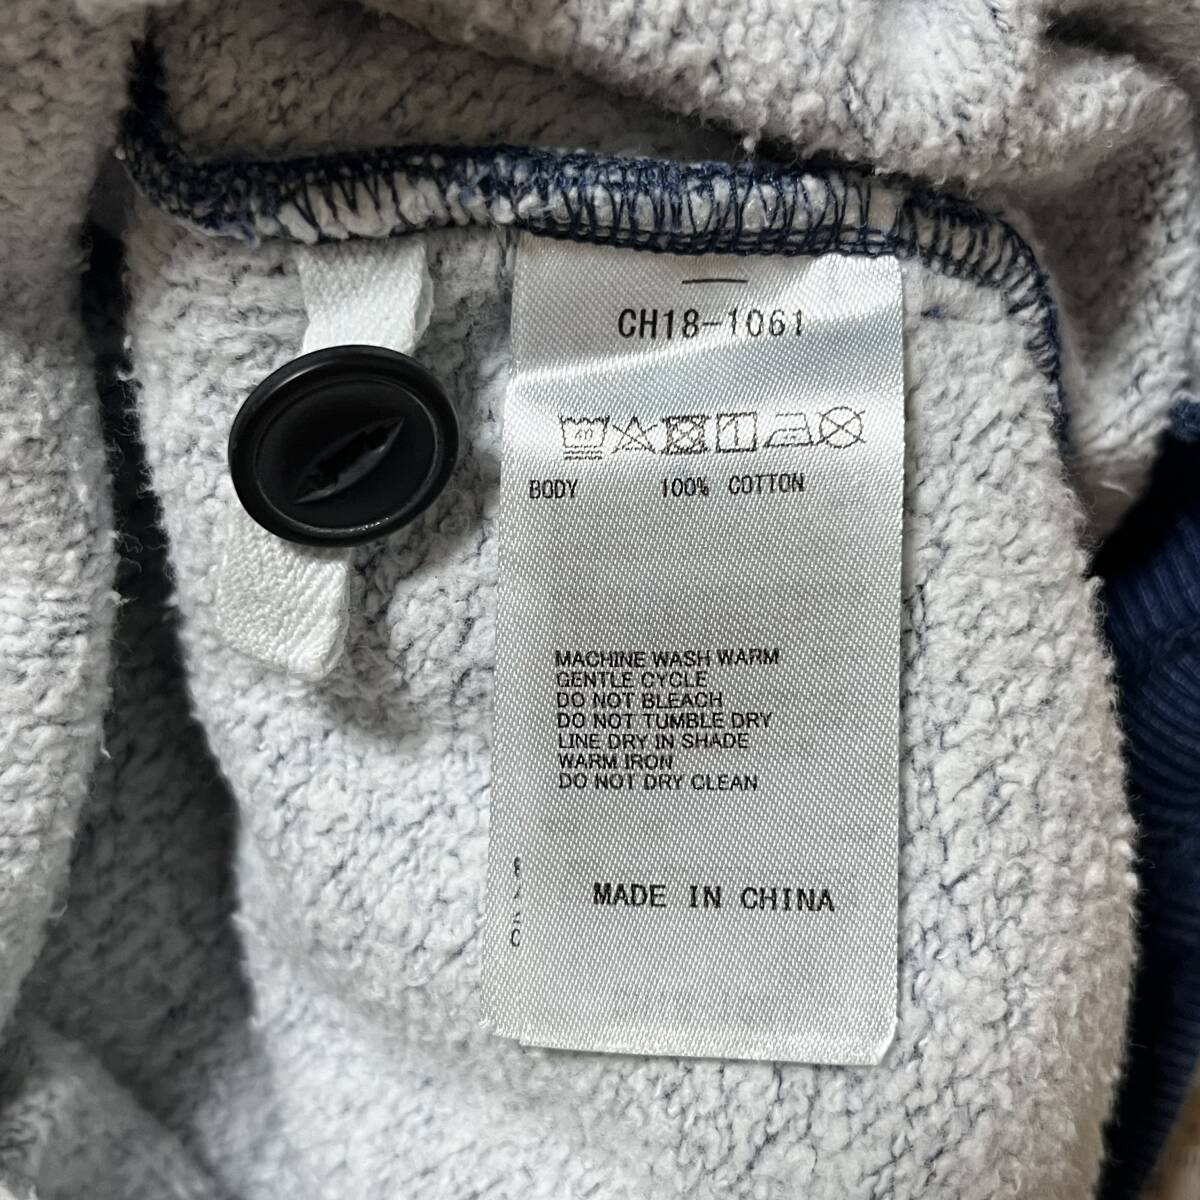 CH18-1061
BODY 100% COTTON
MACHINE WASH WARM
GENTLE CYCLE
DO NOT BLEACH
DO NOT TUMBLE DRY
LINE DRY IN SHADE
WARM IRON
DO NOT DRY CLEAN
MADE IN CHINA